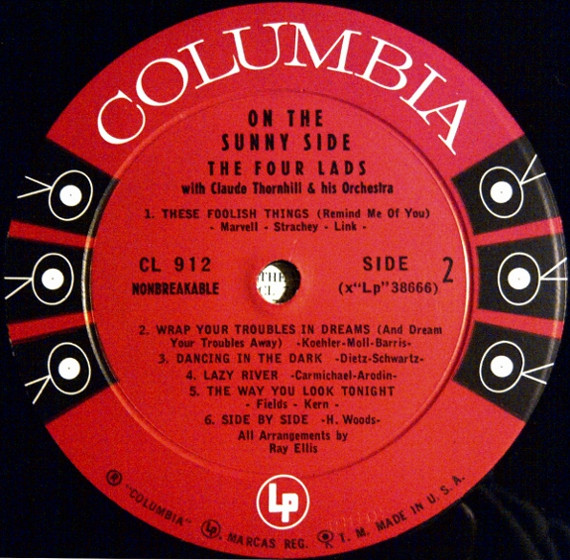 COLUMBIA
ON THE
SUNNY SIDE
THE FOUR LADS
with Claude Thornhill & his Orchestra
1. THESE FOOLISH THINGS (Remind Me Of You)
- Marvell - Strachey - Link -
CL 912
NONBREAKABLE
THE
CL
SIDE 2
(x"Lp"38666)
2. WRAP YOUR TROUBLES IN DREAMS (And Dream
Your Troubles Away) -Koehler-Moll-Barris-
3. DANCING IN THE DARK -Dietz-Schwartz-
4. LAZY RIVER -Carmichael-Arodin-
5. THE WAY YOU LOOK TONIGHT
- Fields - Kern -
6. SIDE BY SIDE -H. Woods-
All Arrangements by
Ray Ellis
Lp
"COLUMBIA" Lp, MARCAS REG. T. M. MADE IN U. S. A.